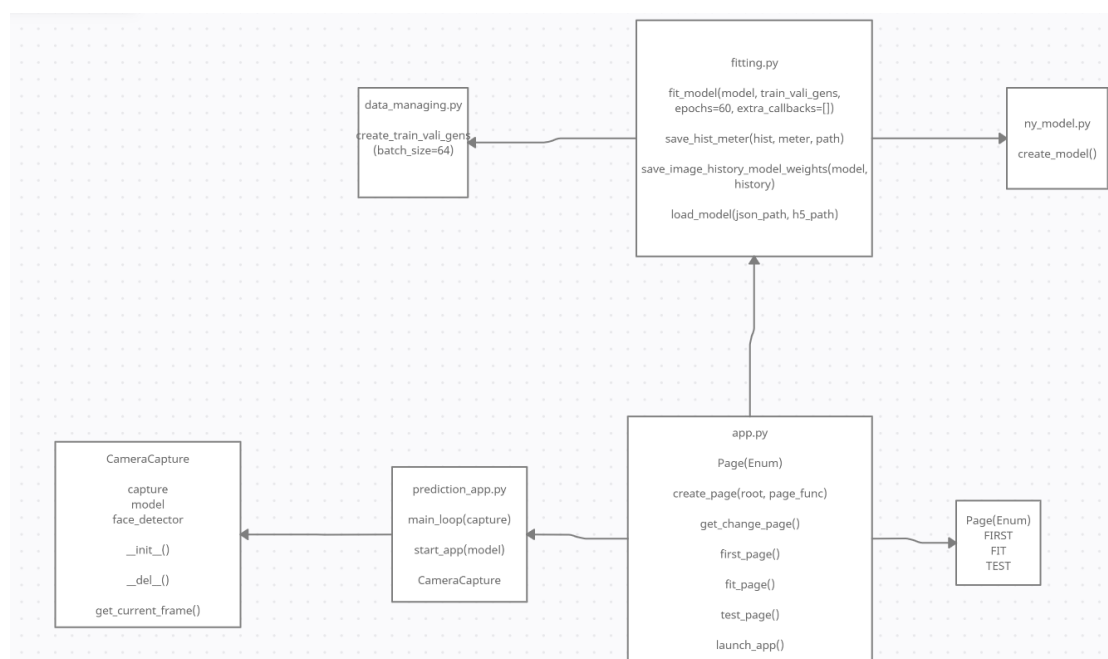 fitting.py
fit_model(model, train_vali_gens,
epochs=60, extra_callbacks=[])
save_hist_meter(hist, meter, path)
save_image_history_model_weights(model,
history)
load_model(json_path, h5_path)
data_managing.py
create_train_vali_gens
(batch_size=64)
ny_model.py
create_model()
app.py
Page(Enum)
create_page(root, page_func)
get_change_page()
first_page()
fit_page()
test_page()
launch_app()
CameraCapture
capture
model
face_detector
__init__()
__del__()
get_current_frame()
prediction_app.py
main_loop(capture)
start_app(model)
CameraCapture
Page(Enum)
FIRST
FIT
TEST